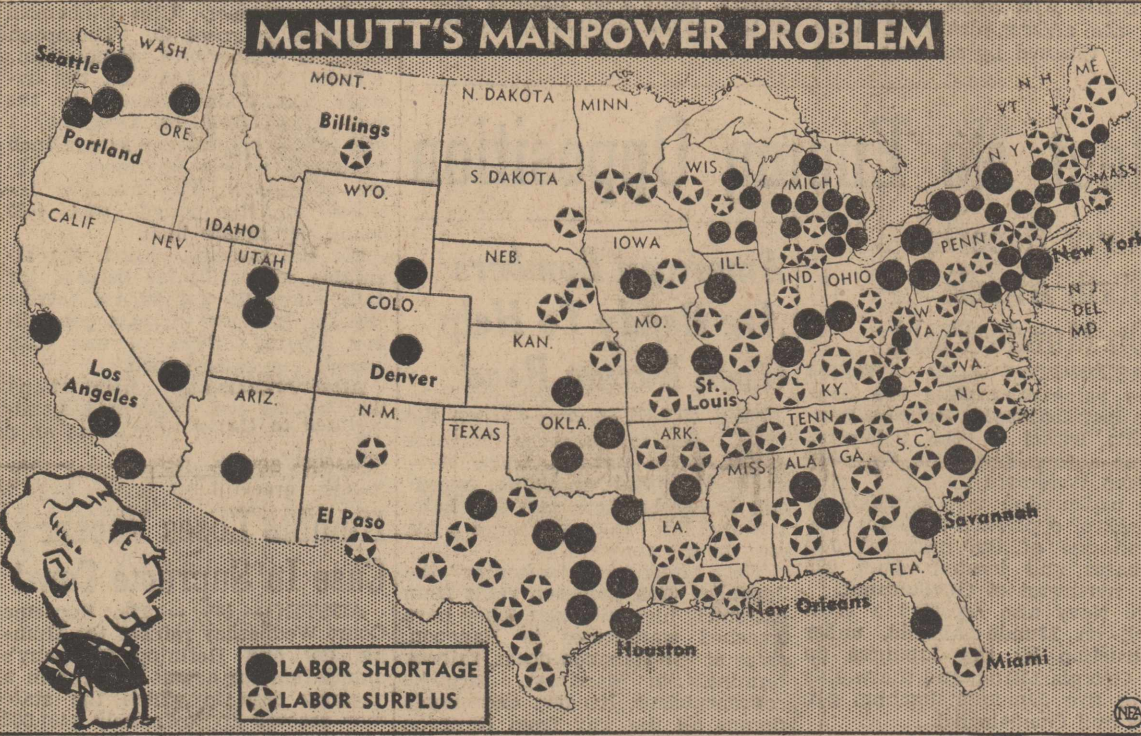 McNUTT'S MANPOWER PROBLEM
Seattle
WASH.
Portland
ORE.
MONT.
Billings
IDAHO
WYO.
N. DAKOTA
S. DAKOTA
MINN.
WIS.
MICH
N Y
VT
N H
ME
MASS
New York
N J
DEL
MD
PENN
OHIO
IND.
ILL.
IOWA
NEB.
CALIF
NEV
UTAH
COLO.
Denver
KAN.
MO.
St.
Louis
KY.
W.
VA.
VA.
N.C.
S.C.
TENN
Los
Angeles
ARIZ.
N. M.
TEXAS
OKLA.
ARK.
MISS.
ALA
GA.
Savannah
El Paso
LA.
New Orleans
Houston
FLA.
Miami
LABOR SHORTAGE
LABOR SURPLUS
NEA